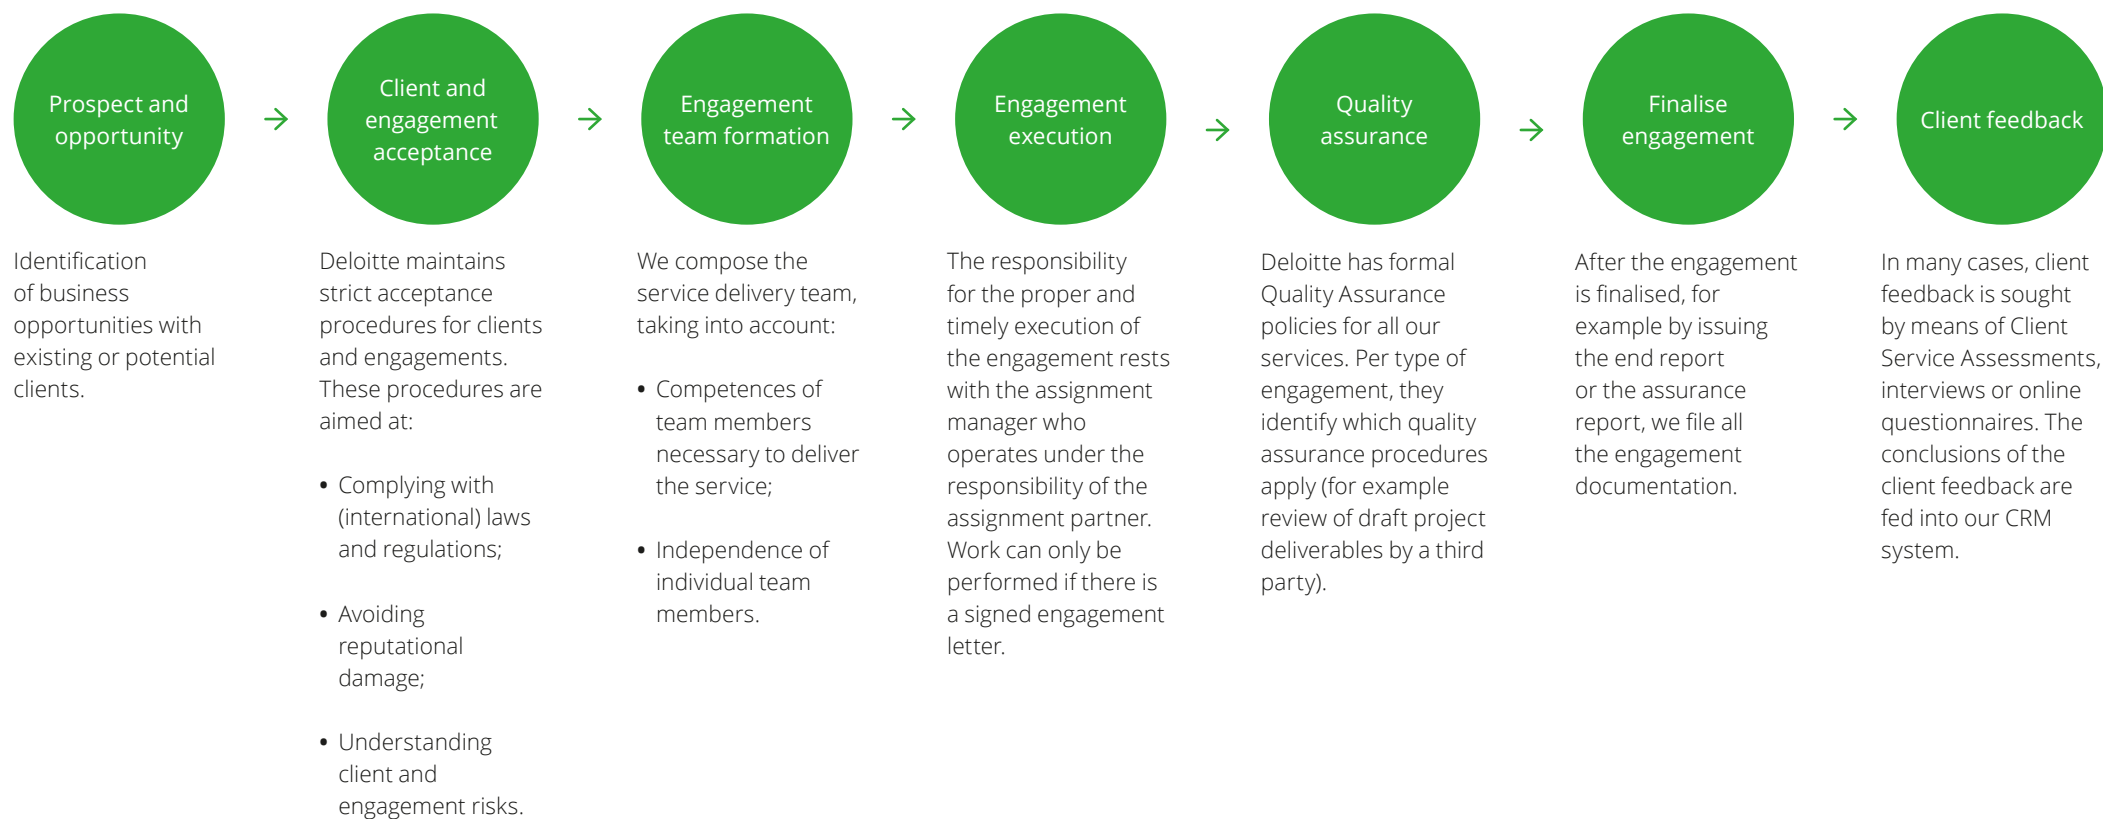 Prospect and
opportunity
Client and
engagement
acceptance
Engagement
team formation
Engagement
execution
Quality
assurance
Finalise
engagement
Client feedback
Identification
of business
opportunities with
existing or potential
clients.
Deloitte maintains
strict acceptance
procedures for clients
and engagements.
These procedures are
aimed at:
• Complying with
(international) laws
and regulations;
• Avoiding
reputational
damage;
• Understanding
client and
engagement risks.
We compose the
service delivery team,
taking into account:
• Competences of
team members
necessary to deliver
the service;
• Independence of
individual team
members.
The responsibility
for the proper and
timely execution of
the engagement rests
with the assignment
manager who
operates under the
responsibility of the
assignment partner.
Work can only be
performed if there is
a signed engagement
letter.
Deloitte has formal
Quality Assurance
policies for all our
services. Per type of
engagement, they
identify which quality
assurance procedures
apply (for example
review of draft project
deliverables by a third
party).
After the engagement
is finalised, for
example by issuing
the end report
or the assurance
report, we file all
the engagement
documentation.
In many cases, client
feedback is sought
by means of Client
Service Assessments,
interviews or online
questionnaires. The
conclusions of the
client feedback are
fed into our CRM
system.